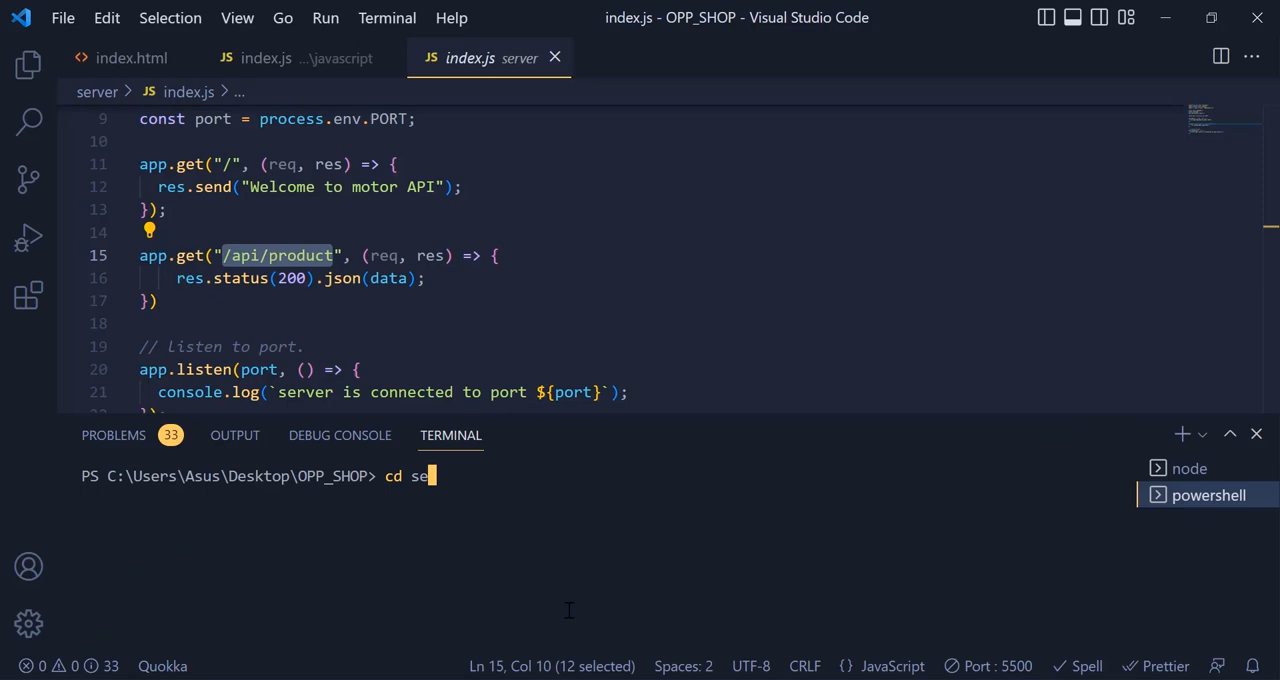 File Edit Selection View Go Run Terminal Help index.js - OPP_SHOP - Visual Studio Code
<> index.html JS index.js ...\javascript JS index.js server
server > JS index.js > ...
9 const port = process.env.PORT;
10
11 app.get("/", (req, res) => {
12 res.send("Welcome to motor API");
13 });
14
15 app.get("/api/product", (req, res) => {
16 res.status(200).json(data);
17 })
18
19 // listen to port.
20 app.listen(port, () => {
21 console.log(`server is connected to port ${port}`);
PROBLEMS 33 OUTPUT DEBUG CONSOLE TERMINAL
PS C:\Users\Asus\Desktop\OPP_SHOP> cd se
node
powershell
0 0 33 Quokka Ln 15, Col 10 (12 selected) Spaces: 2 UTF-8 CRLF {} JavaScript Port : 5500 Spell Prettier